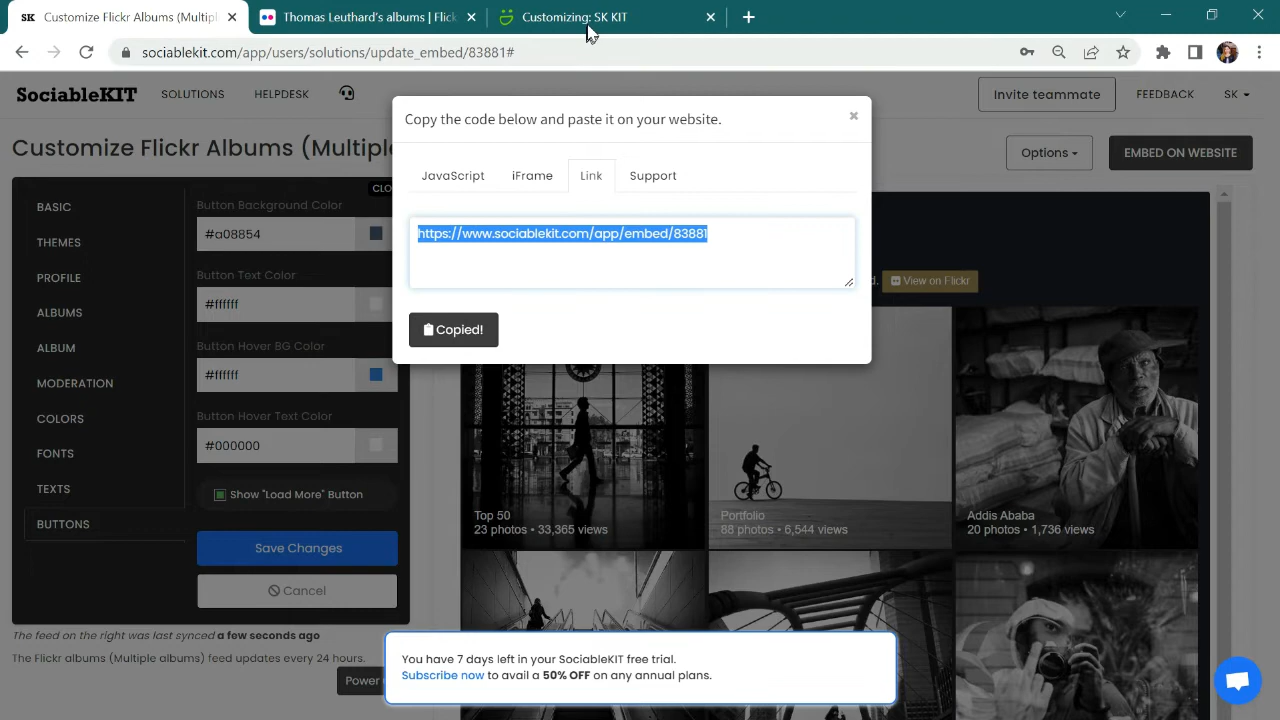 SK Customize Flickr Albums (Multipl
Thomas Leuthard's albums | Flickr
Customizing: SK KIT
sociablekit.com/app/users/solutions/update_embed/83881#
SociableKIT
SOLUTIONS
HELPDESK
Invite teammate
FEEDBACK
SK
Customize Flickr Albums (Multiple
Options
EMBED ON WEBSITE
Copy the code below and paste it on your website.
JavaScript
iFrame
Link
Support
https://www.sociablekit.com/app/embed/83881
Copied!
CLO
BASIC
THEMES
PROFILE
ALBUMS
ALBUM
MODERATION
COLORS
FONTS
TEXTS
BUTTONS
Button Background Color
#a08854
Button Text Color
#ffffff
Button Hover BG Color
#ffffff
Button Hover Text Color
#000000
Show "Load More" Button
Save Changes
Cancel
The feed on the right was last synced a few seconds ago
The Flickr albums (Multiple albums) feed updates every 24 hours.
Power
d.
View on Flickr
Top 50
23 photos • 33,365 views
Portfolio
88 photos • 6,544 views
Addis Ababa
20 photos • 1,736 views
You have 7 days left in your SociableKIT free trial.
Subscribe now to avail a 50% OFF on any annual plans.